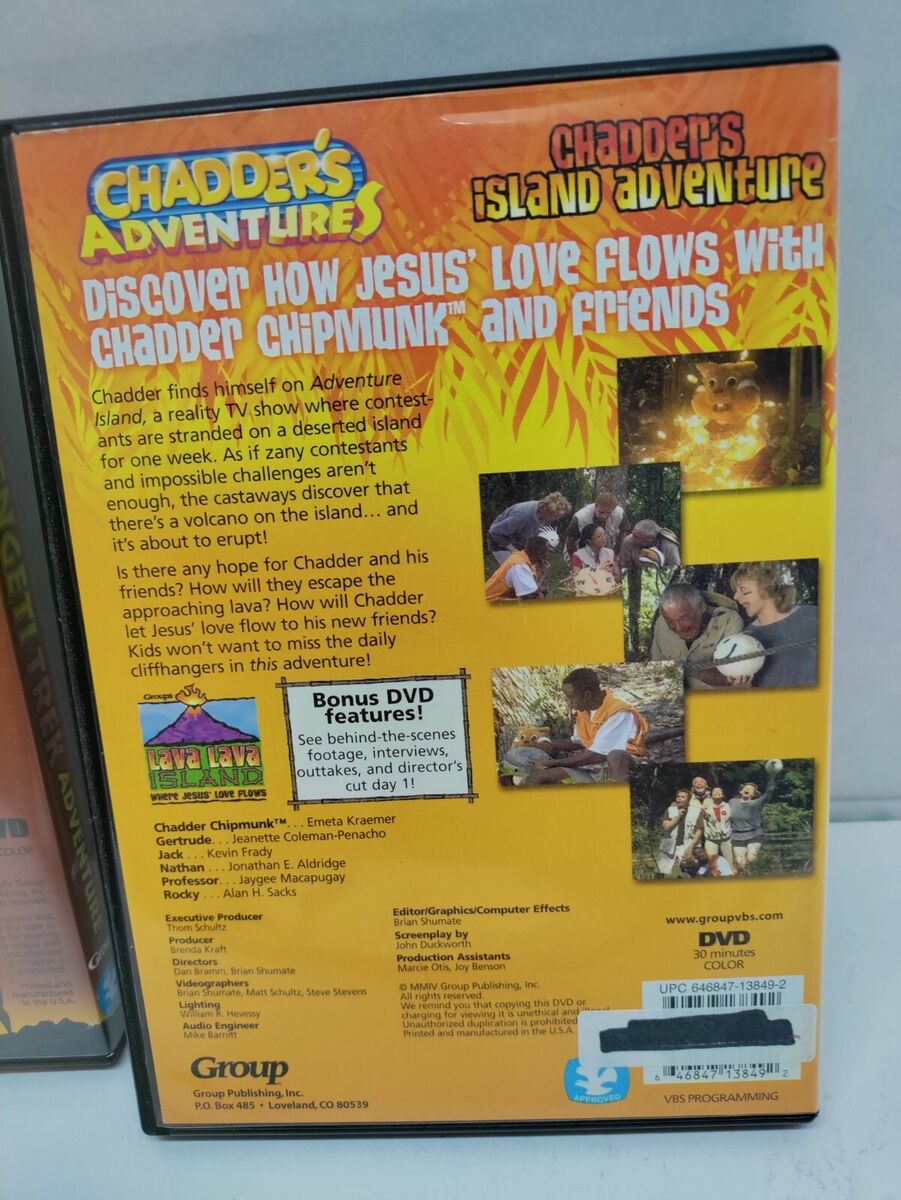 CHADDER'S
ADVENTURES
CHADDER'S
ISLAND ADVENTURE
DISCOVER HOW JESUS' LOVE FLOWS WITH
CHADDER CHIPMUNK™ AND FRIENDS
Chadder finds himself on Adventure
Island, a reality TV show where contest-
ants are stranded on a deserted island
for one week. As if zany contestants
and impossible challenges aren't
enough, the castaways discover that
there's a volcano on the island... and
it's about to erupt!
Is there any hope for Chadder and his
friends? How will they escape the
approaching lava? How will Chadder
let Jesus' love flow to his new friends?
Kids won't want to miss the daily
cliffhangers in this adventure!
Group's
LAVA LAVA
ISLAND
WHERE JESUS' LOVE FLOWS
Bonus DVD
features!
See behind-the-scenes
footage, interviews,
outtakes, and director's
cut day 1!
Chadder Chipmunk™... Emeta Kraemer
Gertrude... Jeanette Coleman-Penacho
Jack ... Kevin Frady
Nathan ... Jonathan E. Aldridge
Professor... Jaygee Macapugay
Rocky ... Alan H. Sacks
Executive Producer
Thom Schultz
Producer
Brenda Kraft
Directors
Dan Bramm, Brian Shumate
Videographers
Brian Shumate, Matt Schultz, Steve Stevens
Lighting
William R. Hevessy
Audio Engineer
Mike Barnitt
Editor/Graphics/Computer Effects
Brian Shumate
Screenplay by
John Duckworth
Production Assistants
Marcie Otis, Joy Benson
© MMIV Group Publishing, Inc.
All rights reserved.
We remind you that copying this DVD or
charging for viewing it is unethical and illegal.
Unauthorized duplication is prohibited.
Printed and manufactured in the U.S.A.
www.groupvbs.com
DVD
30 minutes
COLOR
UPC 646847-13849-2
6 46847 13849 2
VBS PROGRAMMING
APPROVED
Group
Group Publishing, Inc.
P.O. Box 485 • Loveland, CO 80539
TREK ADVENTURE
COLOR
Printed and
manufactured
in the U.S.A.